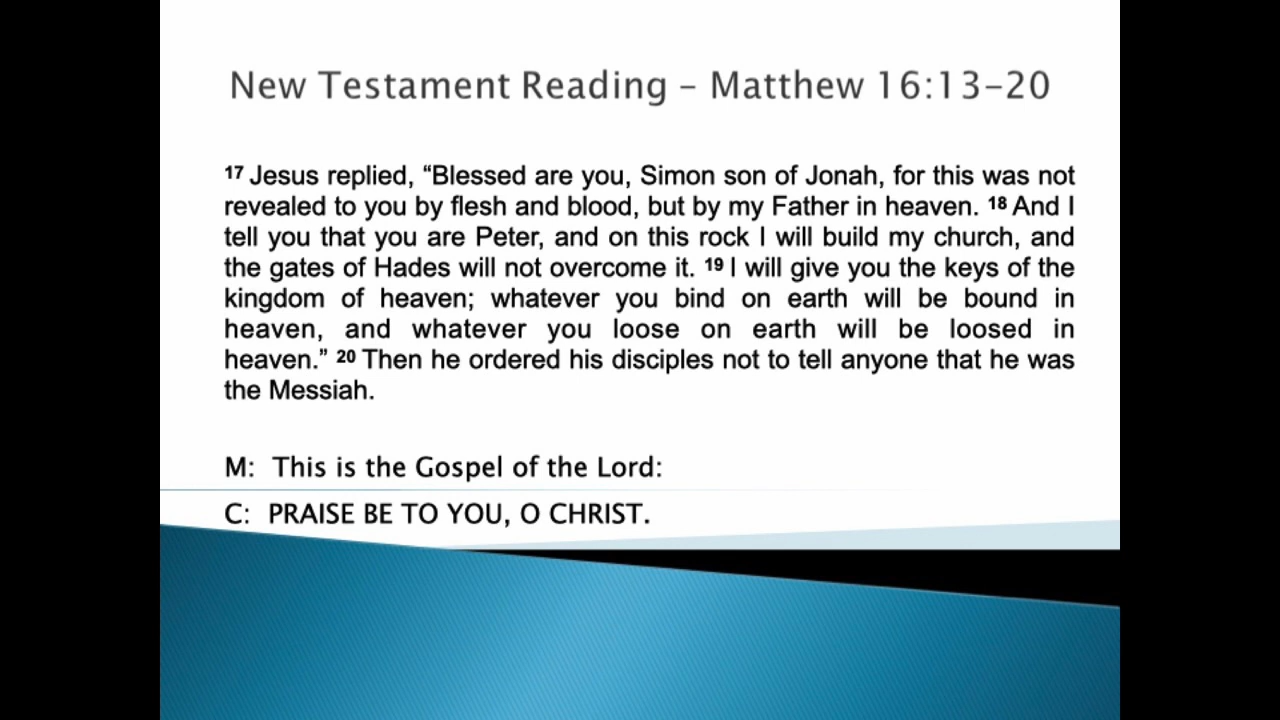 New Testament Reading – Matthew 16:13–20
17 Jesus replied, “Blessed are you, Simon son of Jonah, for this was not
revealed to you by flesh and blood, but by my Father in heaven. 18 And I
tell you that you are Peter, and on this rock I will build my church, and
the gates of Hades will not overcome it. 19 I will give you the keys of the
kingdom of heaven; whatever you bind on earth will be bound in
heaven, and whatever you loose on earth will be loosed in
heaven.” 20 Then he ordered his disciples not to tell anyone that he was
the Messiah.
M: This is the Gospel of the Lord:
C: PRAISE BE TO YOU, O CHRIST.